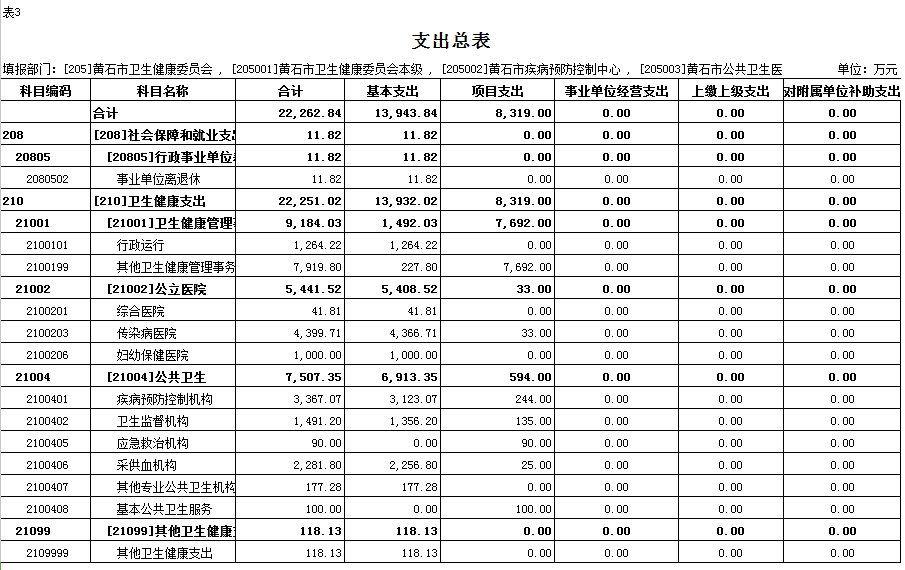 表3
支出总表
填报部门：[205]黄石市卫生健康委员会 ，[205001]黄石市卫生健康委员会本级 ，[205002]黄石市疾病预防控制中心 ，[205003]黄石市公共卫生医 单位：万元
科目编码 科目名称 合计 基本支出 项目支出 事业单位经营支出 上缴上级支出 对附属单位补助支出
合计 22,262.84 13,943.84 8,319.00 0.00 0.00 0.00
208 [208]社会保障和就业支出 11.82 11.82 0.00 0.00 0.00 0.00
20805 [20805]行政事业单位 11.82 11.82 0.00 0.00 0.00 0.00
2080502 事业单位离退休 11.82 11.82 0.00 0.00 0.00 0.00
210 [210]卫生健康支出 22,251.02 13,932.02 8,319.00 0.00 0.00 0.00
21001 [21001]卫生健康管理事 9,184.03 1,492.03 7,692.00 0.00 0.00 0.00
2100101 行政运行 1,264.22 1,264.22 0.00 0.00 0.00 0.00
2100199 其他卫生健康管理事务 7,919.80 227.80 7,692.00 0.00 0.00 0.00
21002 [21002]公立医院 5,441.52 5,408.52 33.00 0.00 0.00 0.00
2100201 综合医院 41.81 41.81 0.00 0.00 0.00 0.00
2100203 传染病医院 4,399.71 4,366.71 33.00 0.00 0.00 0.00
2100206 妇幼保健医院 1,000.00 1,000.00 0.00 0.00 0.00 0.00
21004 [21004]公共卫生 7,507.35 6,913.35 594.00 0.00 0.00 0.00
2100401 疾病预防控制机构 3,367.07 3,123.07 244.00 0.00 0.00 0.00
2100402 卫生监督机构 1,491.20 1,356.20 135.00 0.00 0.00 0.00
2100405 应急救治机构 90.00 0.00 90.00 0.00 0.00 0.00
2100406 采供血机构 2,281.80 2,256.80 25.00 0.00 0.00 0.00
2100407 其他专业公共卫生机构 177.28 177.28 0.00 0.00 0.00 0.00
2100408 基本公共卫生服务 100.00 0.00 100.00 0.00 0.00 0.00
21099 [21099]其他卫生健康 118.13 118.13 0.00 0.00 0.00 0.00
2109999 其他卫生健康支出 118.13 118.13 0.00 0.00 0.00 0.00